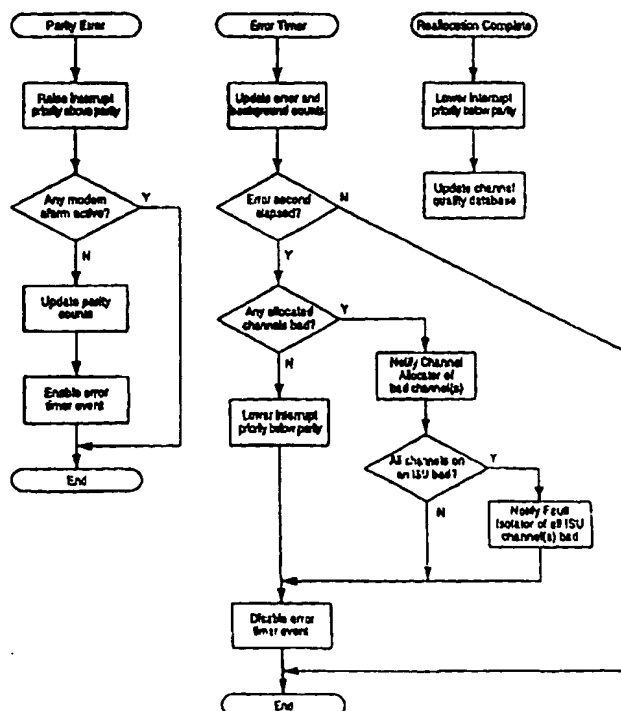 Parity Error
Raise Interrupt
priority above parity
Any modem
alarm active?
Y
N
Update parity
counts
Enable error
timer event
End
Error Timer
Update error and
background counts
Error second
elapsed?
N
Y
Any allocated
channels bad?
Y
N
Notify Channel
Allocator of
bad channel(s)
Lower Interrupt
priority below parity
All channels on
an ISU bad?
Y
N
Notify Fault
Isolator of all ISU
channel(s) bad
Disable error
timer event
End
Reallocation Complete
Lower Interrupt
priority below parity
Update channel
quality database